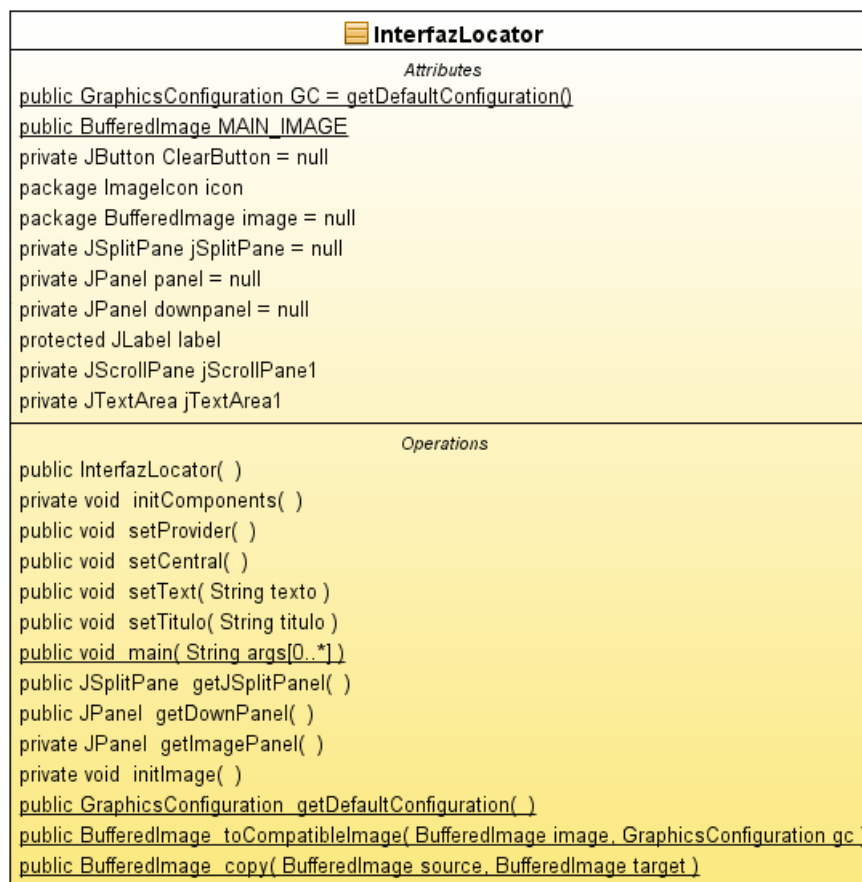 InterfazLocator
Attributes
public GraphicsConfiguration GC = getDefaultConfiguration()
public BufferedImage MAIN_IMAGE
private JButton ClearButton = null
package ImageIcon icon
package BufferedImage image = null
private JSplitPane jSplitPane = null
private JPanel panel = null
private JPanel downpanel = null
protected JLabel label
private JScrollPane jScrollPane1
private JTextArea jTextArea1
Operations
public InterfazLocator( )
private void initComponents( )
public void setProvider( )
public void setCentral( )
public void setText( String texto )
public void setTitulo( String titulo )
public void main( String args[0..*] )
public JSplitPane getJSplitPanel( )
public JPanel getDownPanel( )
private JPanel getImagePanel( )
private void initImage( )
public GraphicsConfiguration getDefaultConfiguration( )
public BufferedImage toCompatibleImage( BufferedImage image, GraphicsConfiguration gc )
public BufferedImage copy( BufferedImage source, BufferedImage target )